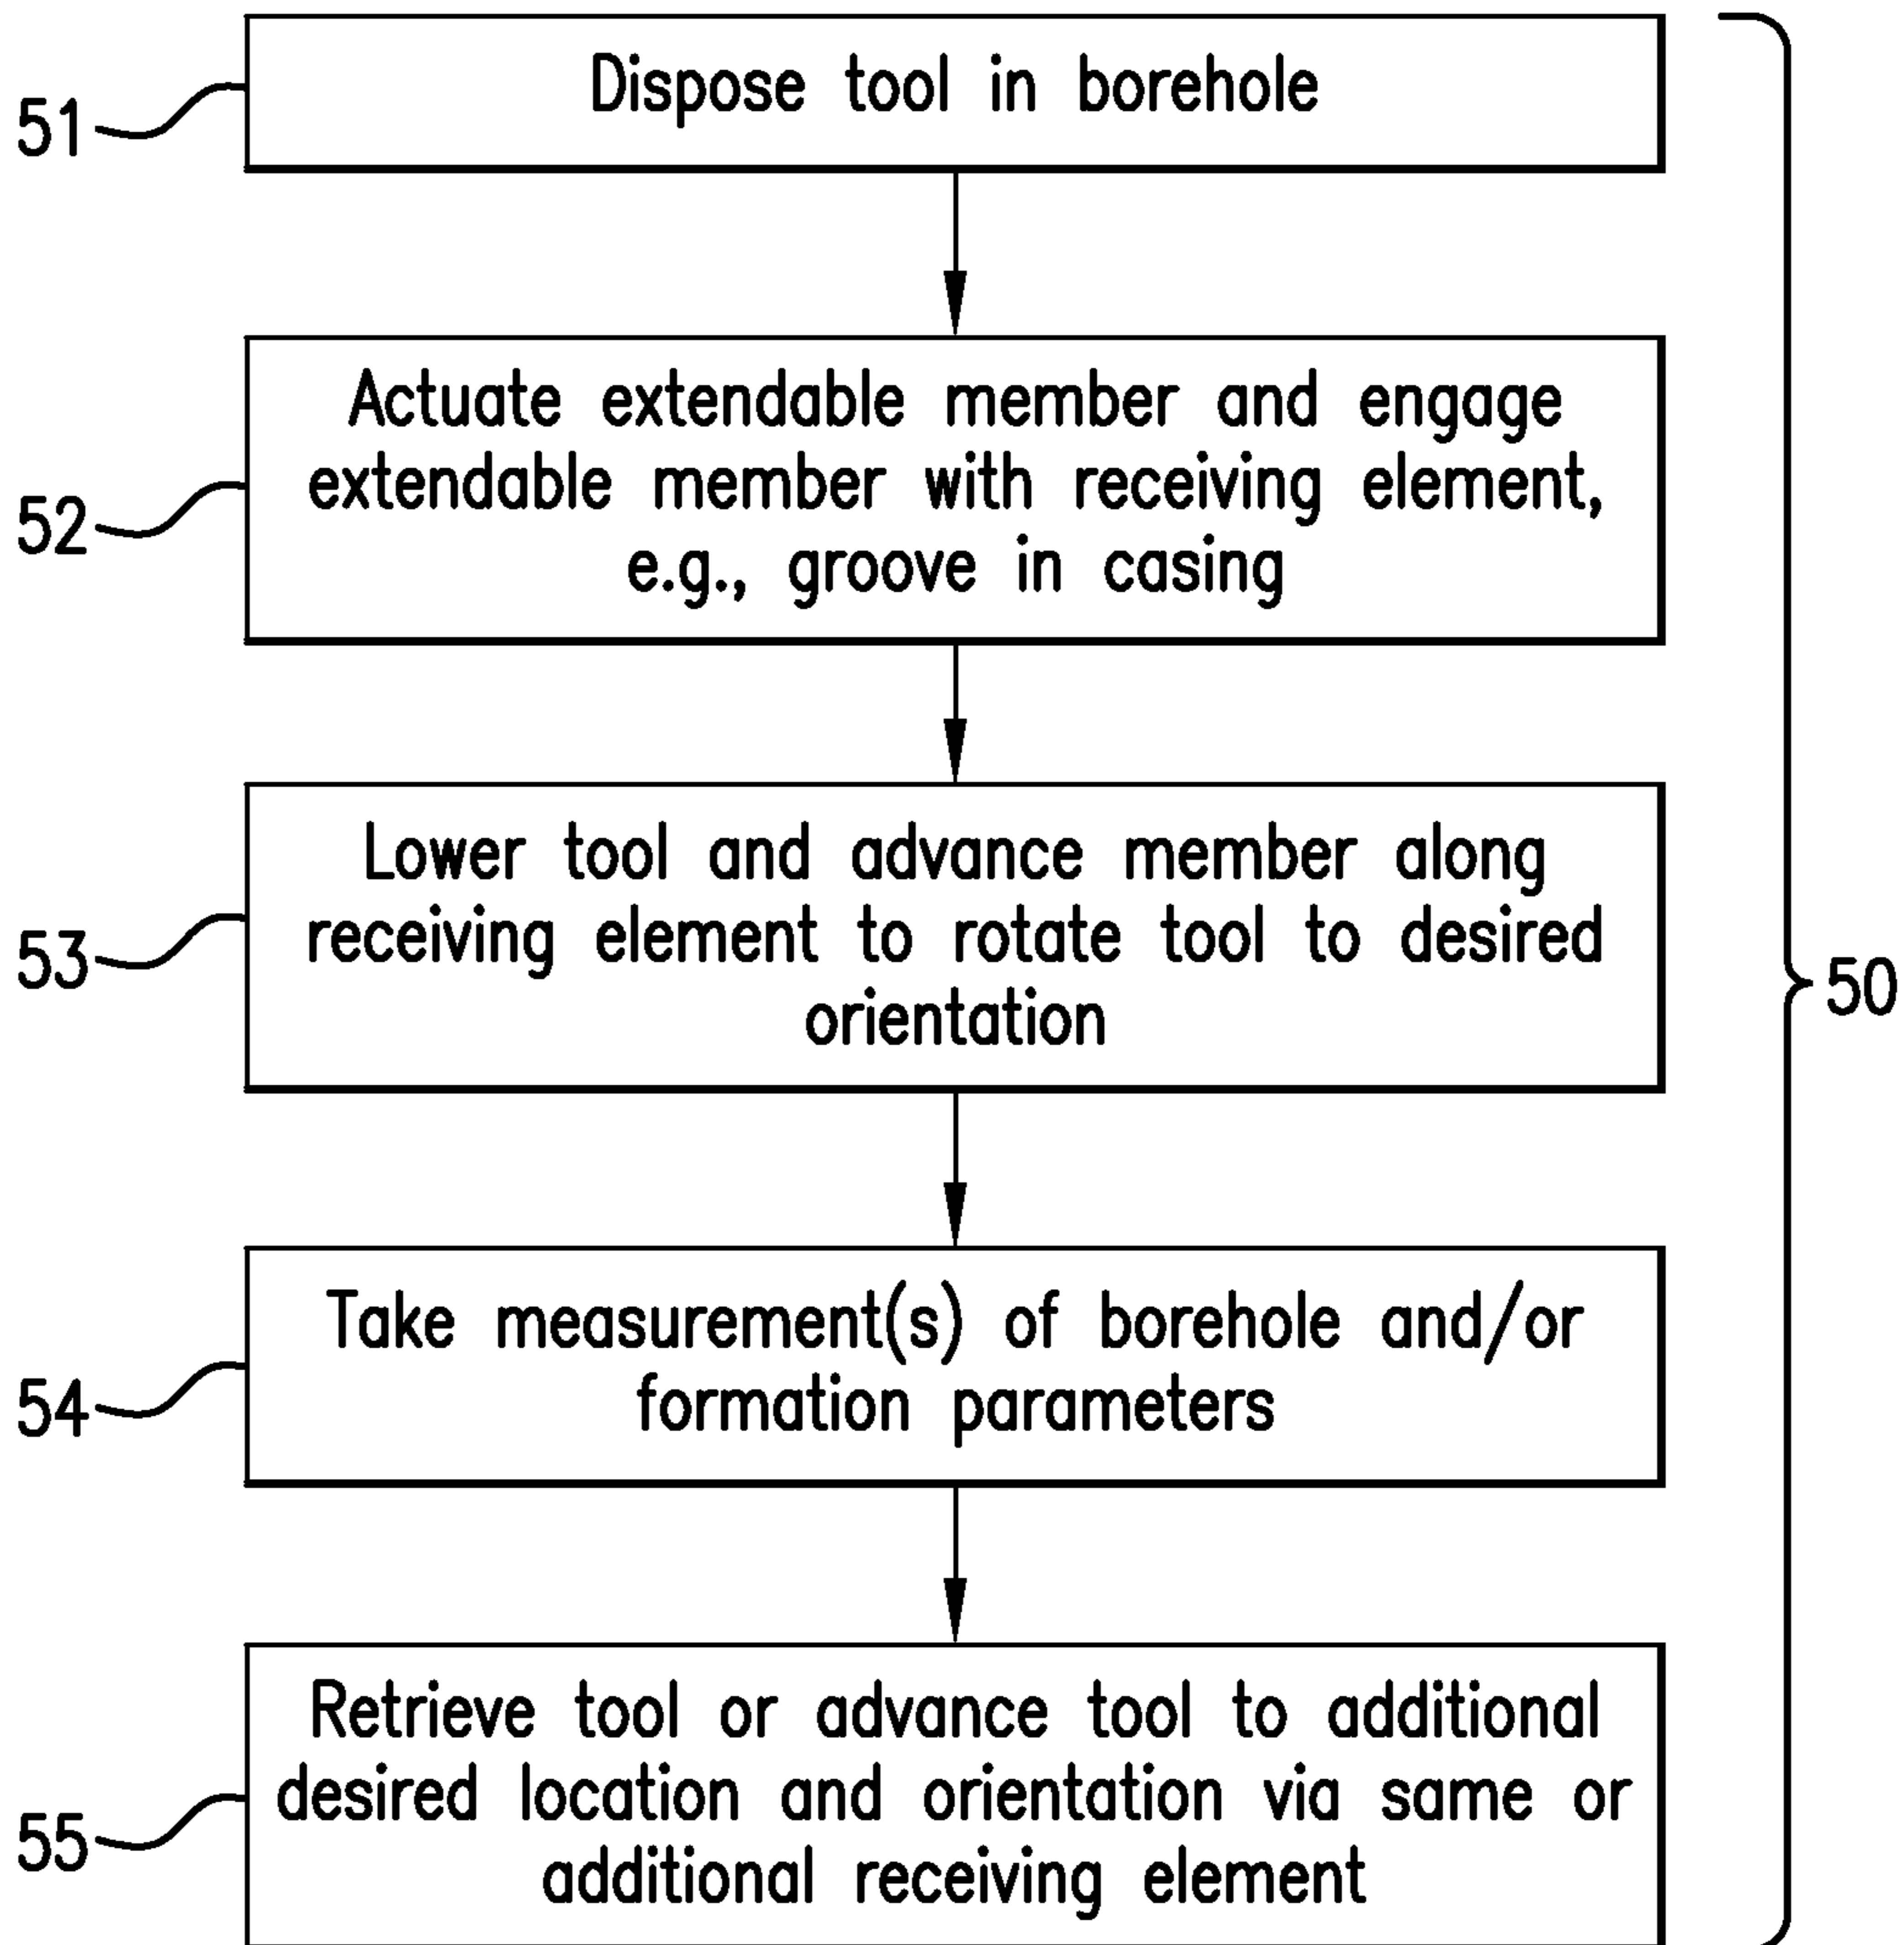 51
Dispose tool in borehole
52
Actuate extendable member and engage
extendable member with receiving element,
e.g., groove in casing
53
Lower tool and advance member along
receiving element to rotate tool to desired
orientation
50
54
Take measurement(s) of borehole and/or
formation parameters
55
Retrieve tool or advance tool to additional
desired location and orientation via same or
additional receiving element